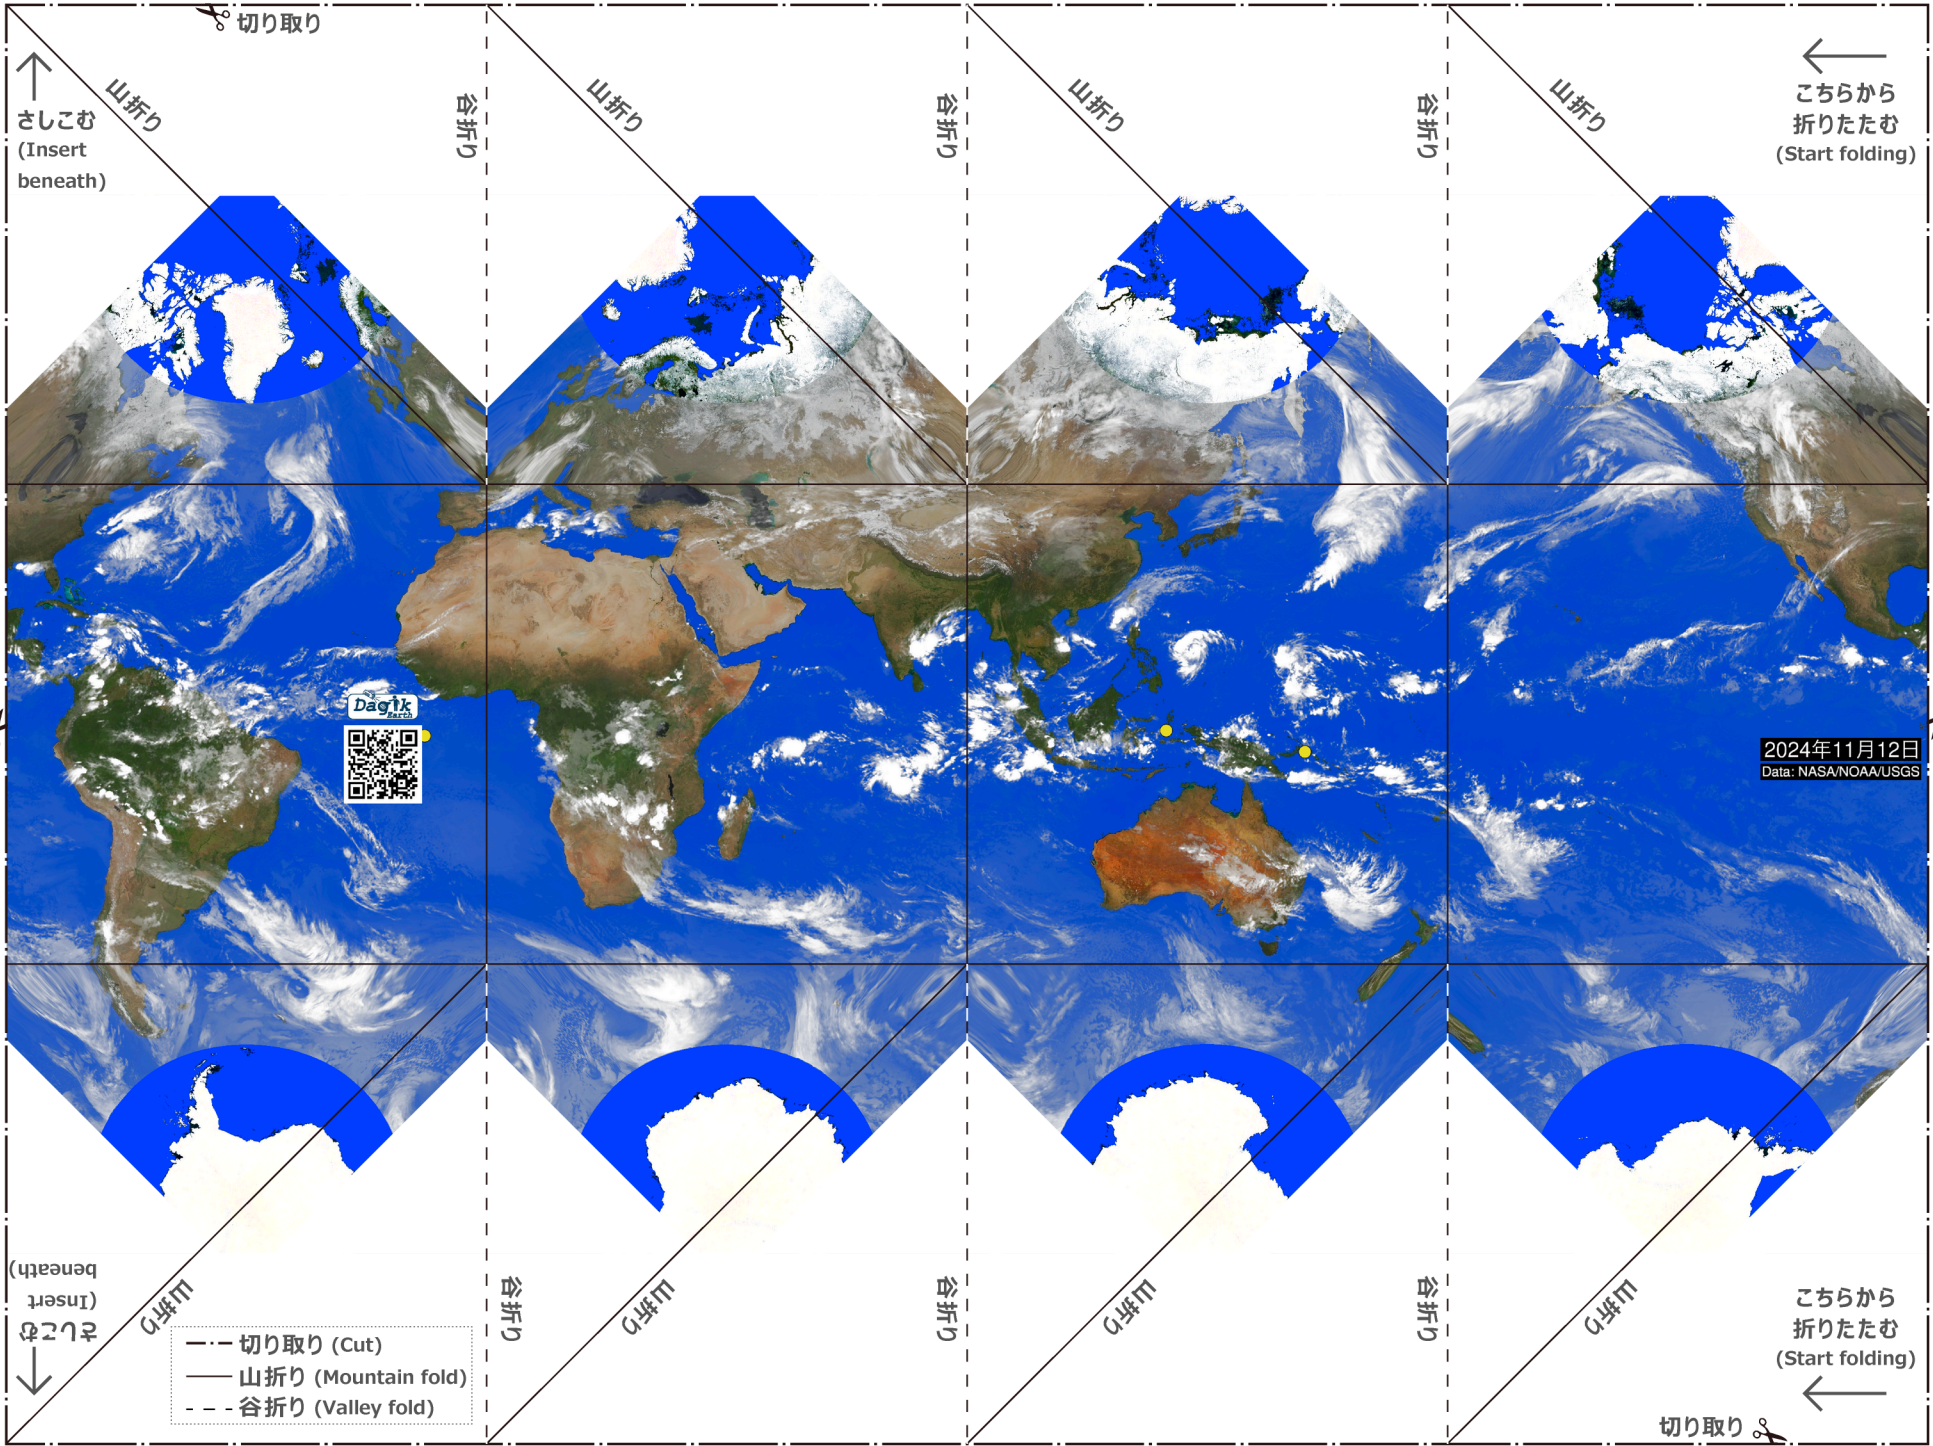 切り取り
山折り
谷折り
山折り
谷折り
山折り
谷折り
山折り
さしこむ
(Insert
beneath)
こちらから
折りたたむ
(Start folding)
Dagik
Earth
2024年11月12日
Data: NASA/NOAA/USGS
さしこむ
(Insert
beneath)
山折り
谷折り
山折り
谷折り
山折り
谷折り
山折り
切り取り (Cut)
山折り (Mountain fold)
谷折り (Valley fold)
こちらから
折りたたむ
(Start folding)
切り取り